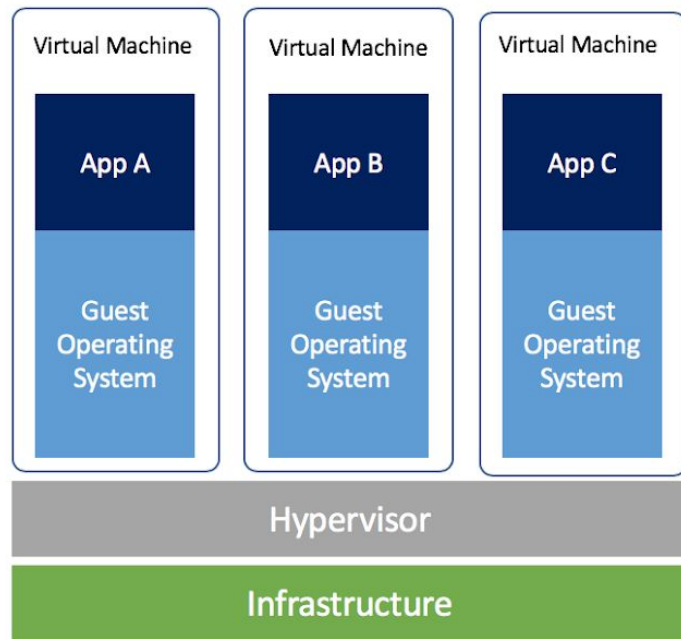 Virtual Machine
Virtual Machine
Virtual Machine
App A
App B
App C
Guest
Operating
System
Guest
Operating
System
Guest
Operating
System
Hypervisor
Infrastructure